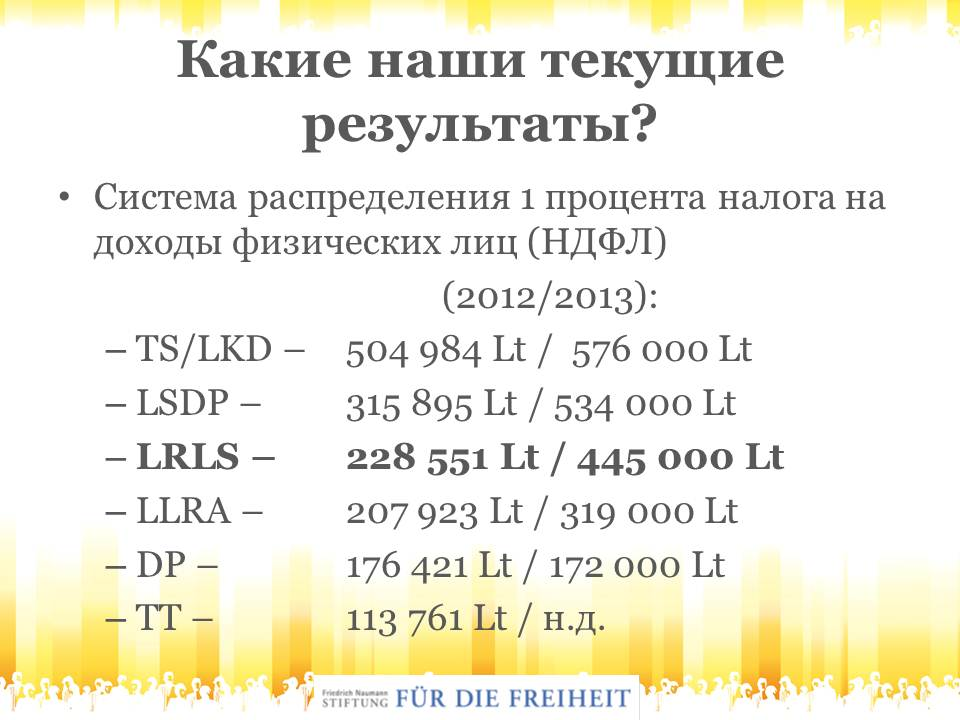 Какие наши текущие
результаты?
• Система распределения 1 процента налога на
доходы физических лиц (НДФЛ)
(2012/2013):
– TS/LKD – 504 984 Lt / 576 000 Lt
– LSDP – 315 895 Lt / 534 000 Lt
– LRLS – 228 551 Lt / 445 000 Lt
– LLRA – 207 923 Lt / 319 000 Lt
– DP – 176 421 Lt / 172 000 Lt
– TT – 113 761 Lt / н.д.
Friedrich Naumann
STIFTUNG FÜR DIE FREIHEIT